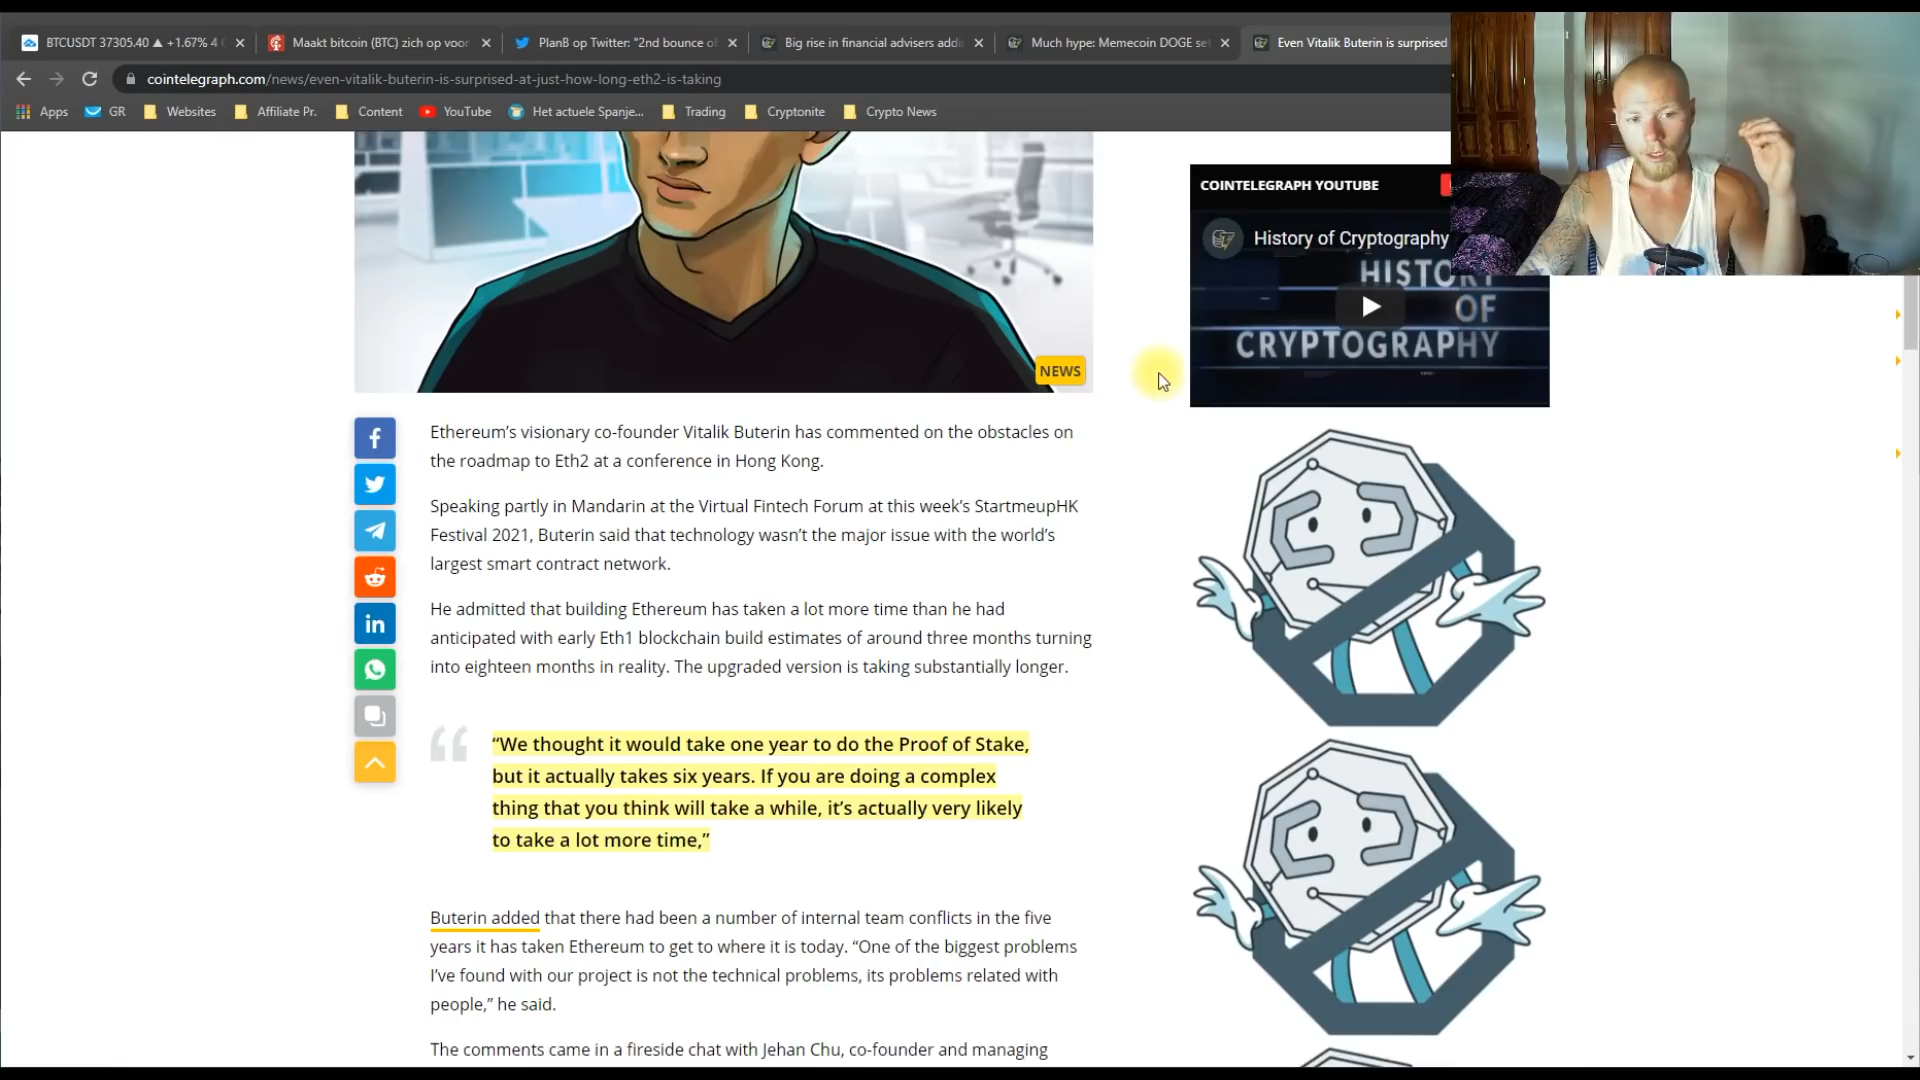 BTCUSDT 37305.40 ▲ +1.67% 4
Maakt bitcoin (BTC) zich op voor
PlanB op Twitter: "2nd bounce of
Big rise in financial advisers addi
Much hype: Memecoin DOGE set
Even Vitalik Buterin is surprised
cointelegraph.com/news/even-vitalik-buterin-is-surprised-at-just-how-long-eth2-is-taking
Apps
GR
Websites
Affiliate Pr.
Content
YouTube
Het actuele Spanje...
Trading
Cryptonite
Crypto News
COINTELEGRAPH YOUTUBE
History of Cryptography
HISTORY
OF
CRYPTOGRAPHY
NEWS
Ethereum’s visionary co-founder Vitalik Buterin has commented on the obstacles on
the roadmap to Eth2 at a conference in Hong Kong.
Speaking partly in Mandarin at the Virtual Fintech Forum at this week’s StartmeupHK
Festival 2021, Buterin said that technology wasn’t the major issue with the world’s
largest smart contract network.
He admitted that building Ethereum has taken a lot more time than he had
anticipated with early Eth1 blockchain build estimates of around three months turning
into eighteen months in reality. The upgraded version is taking substantially longer.
“We thought it would take one year to do the Proof of Stake,
but it actually takes six years. If you are doing a complex
thing that you think will take a while, it’s actually very likely
to take a lot more time,”
Buterin added that there had been a number of internal team conflicts in the five
years it has taken Ethereum to get to where it is today. “One of the biggest problems
I’ve found with our project is not the technical problems, its problems related with
people,” he said.
The comments came in a fireside chat with Jehan Chu, co-founder and managing